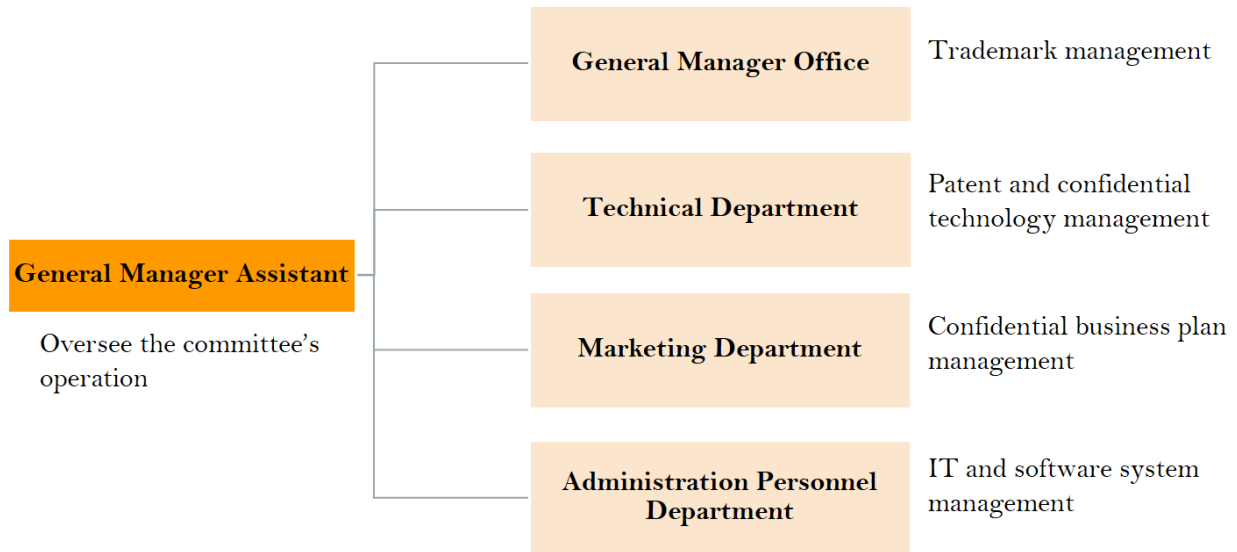 General Manager Assistant
Oversee the committee’s
operation
General Manager Office
Trademark management
Technical Department
Patent and confidential
technology management
Marketing Department
Confidential business plan
management
Administration Personnel
Department
IT and software system
management